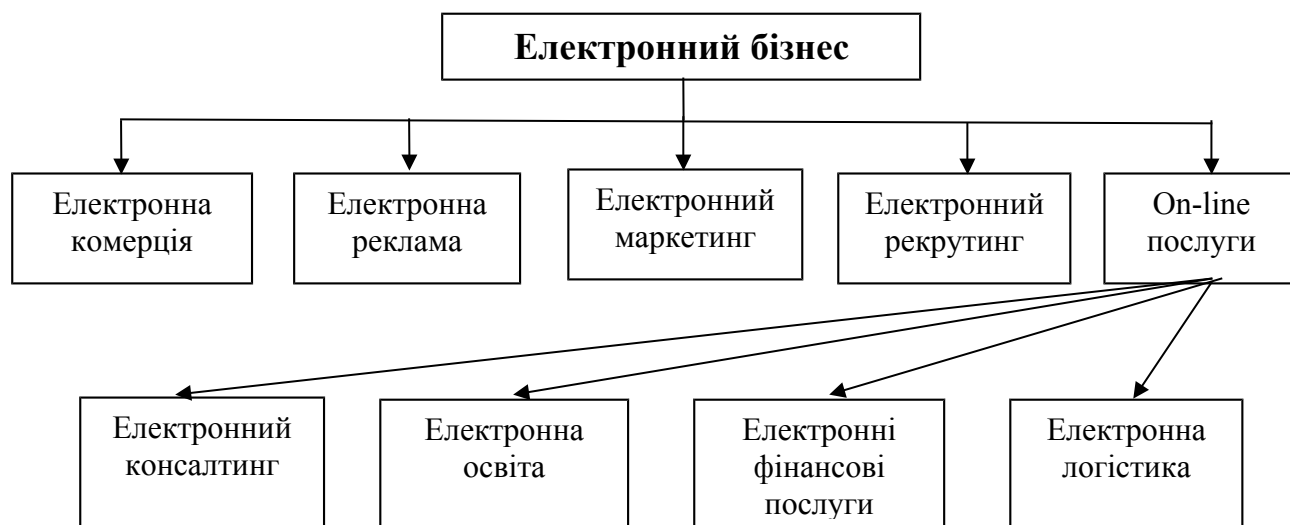 Електронний бізнес
Електронна
комерція
Електронна
реклама
Електронний
маркетинг
Електронний
рекрутинг
On-line
послуги
Електронний
консалтинг
Електронна
освіта
Електронні
фінансові
послуги
Електронна
логістика